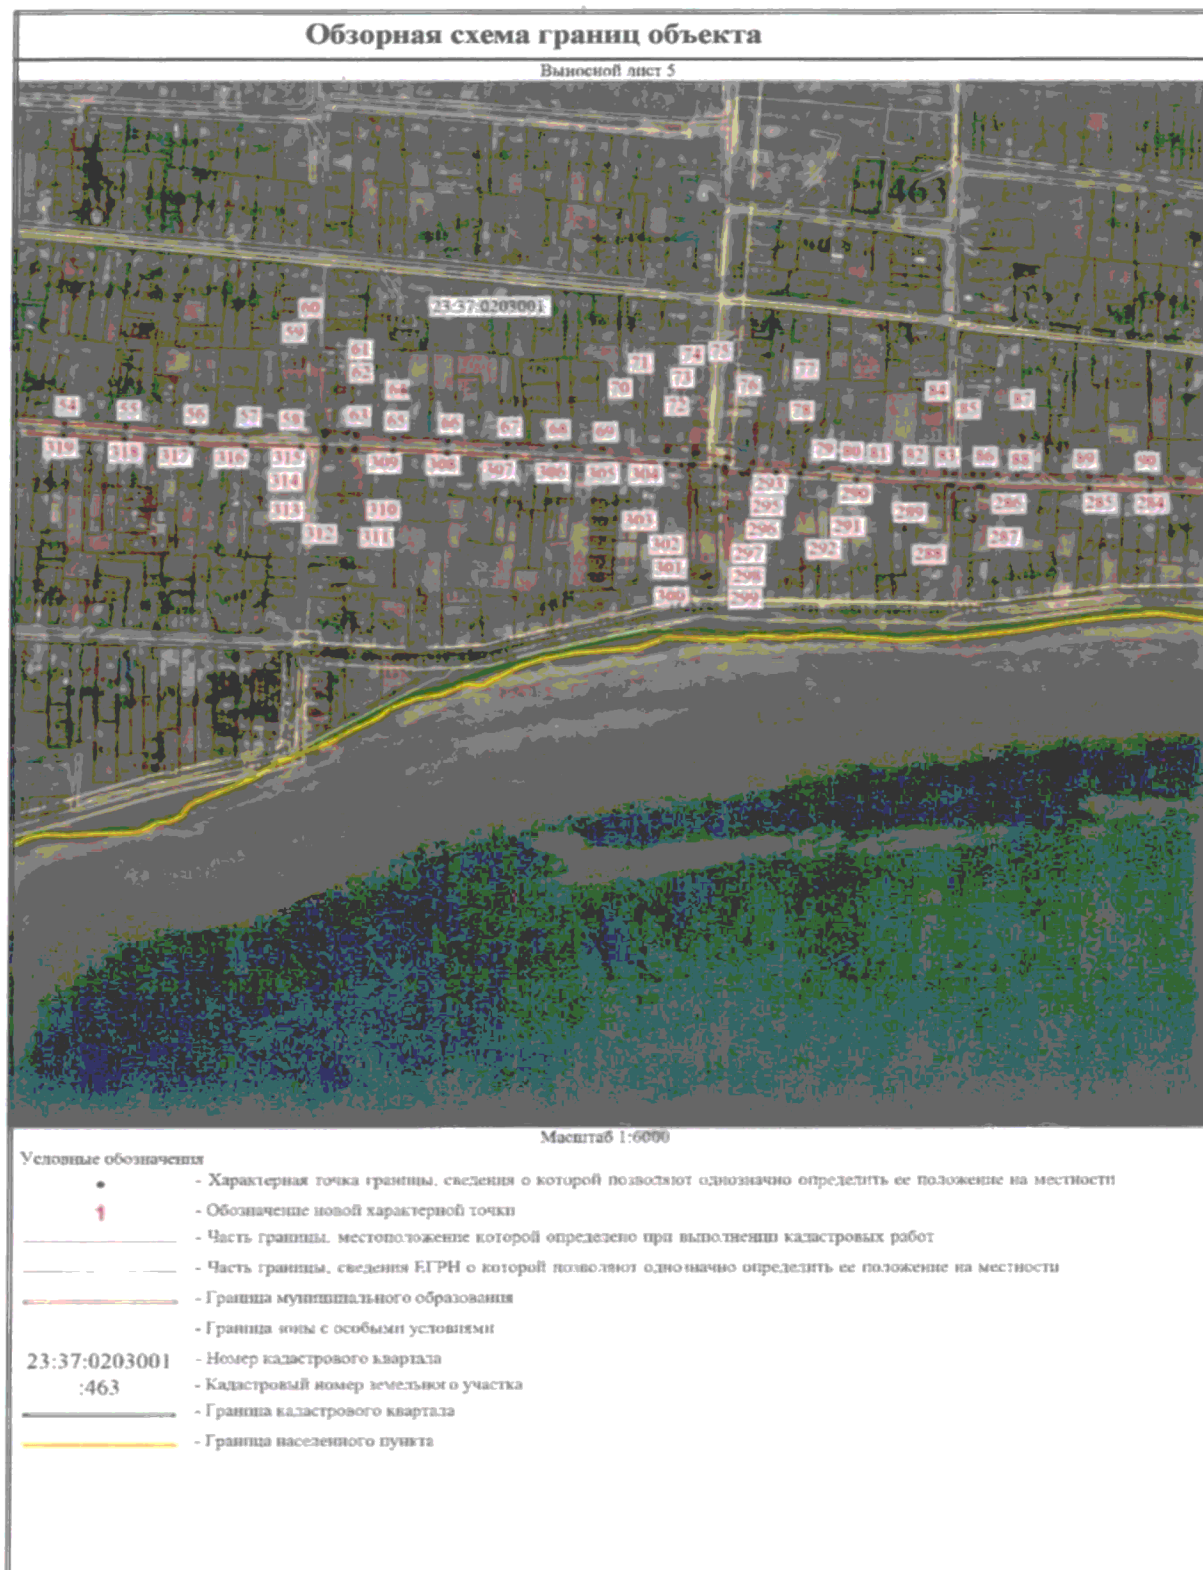 Обзорная схема границ объекта
Выносной лист 5
:463
23:37:0203001
60
59
61
62
64
71
74 75
73
70
72
76
77
78
84
85
87
54 55 56 57 58 63 65 66 67 68 69
79 80 81 82 83 86 88 89 90
319 318 317 316 315 309 308 307 306 305 304
314
313
312
310
311
303
302
301
300
293
295
296
297
298
299
290
291
292
289
288
286
287
285 284
Масштаб 1:6000
Условные обозначения
- Характерная точка границы, сведения о которой позволяют однозначно определить ее положение на местности
1 - Обозначение новой характерной точки
- Часть границы, местоположение которой определено при выполнении кадастровых работ
- Часть границы, сведения ЕГРН о которой позволяют однозначно определить ее положение на местности
- Граница муниципального образования
- Граница зоны с особыми условиями
23:37:0203001 - Номер кадастрового квартала
:463 - Кадастровый номер земельного участка
- Граница кадастрового квартала
- Граница населенного пункта